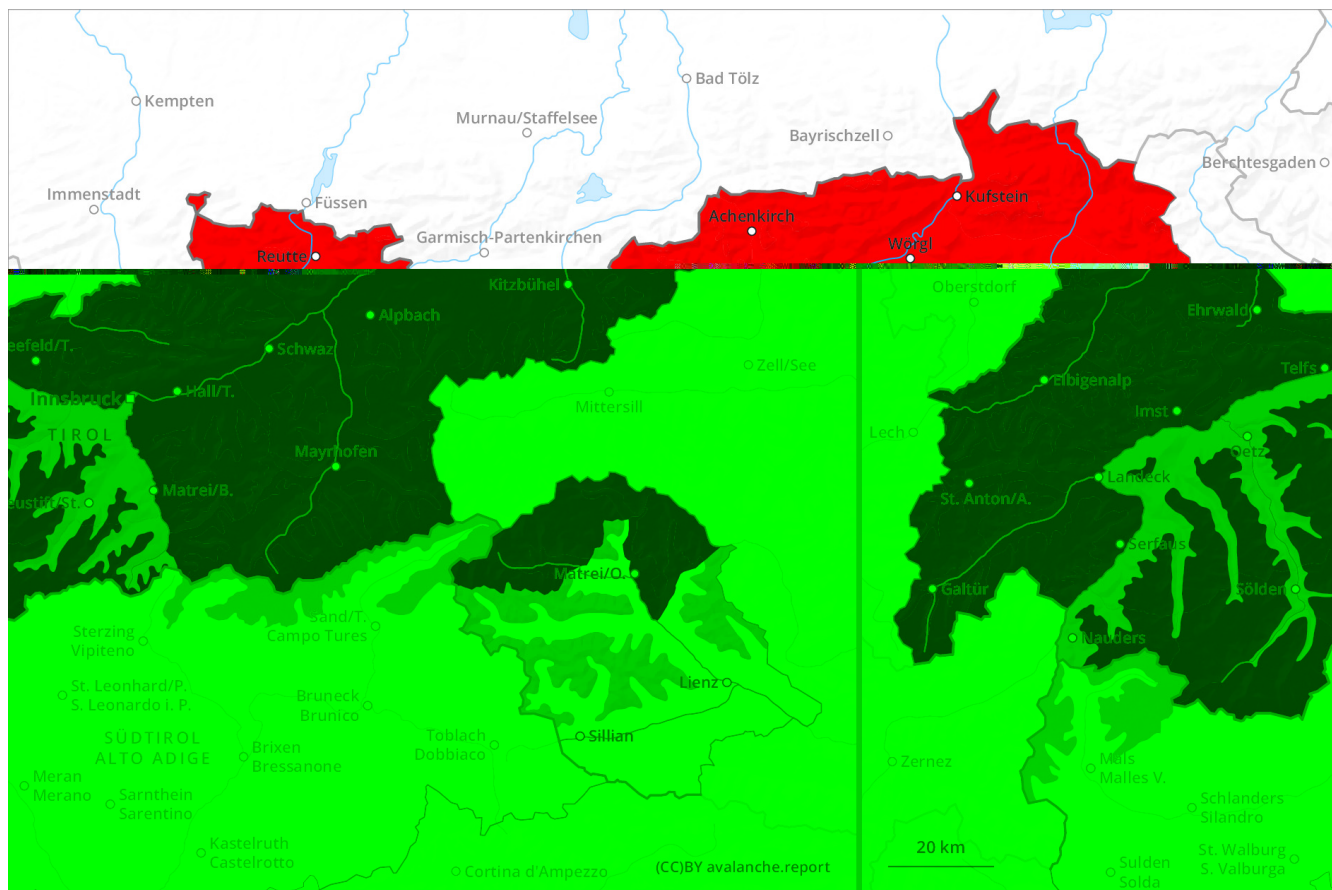 Kempten
Bad Tölz
Murnau/Staffelsee
Bayrischzell
Berchtesgaden
Immenstadt
Füssen
Kufstein
Achenkirch
Garmisch-Partenkirchen
Reutte
Wörgl
Kitzbühel
Oberstdorf
Alpbach
Ehrwald
eefeld/T.
Schwaz
Zell/See
Telfs
Elbigenalp
Hall/T.
Innsbruck
Mittersill
Imst
TIROL
Lech
Mayrhofen
Oetz
Landeck
Matrei/B.
St. Anton/A.
eustift/St.
Serfaus
Matrei/O.
Galtür
Sölden
Sand/T.
Campo Tures
Sterzing
Vipiteno
Nauders
St. Leonhard/P.
S. Leonardo i. P.
Lienz
Bruneck
Brunico
SÜDTIROL
ALTO ADIGE
Toblach
Dobbiaco
Sillian
Brixen
Bressanone
Zernez
Mals
Malles V.
Meran
Merano
Sarnthein
Sarentino
Schlanders
Silandro
Kastelruth
Castelrotto
20 km
St. Walburg
S. Valburga
Cortina d'Ampezzo
(CC)BY avalanche.report
Sulden
Solda